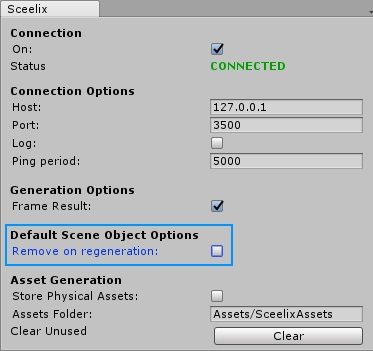 Sceelix
Connection
On:
Status CONNECTED
Connection Options
Host: 127.0.0.1
Port: 3500
Log:
Ping period: 5000
Generation Options
Frame Result:
Default Scene Object Options
Remove on regeneration:
Asset Generation
Store Physical Assets:
Assets Folder: Assets/SceelixAssets
Clear Unused Clear